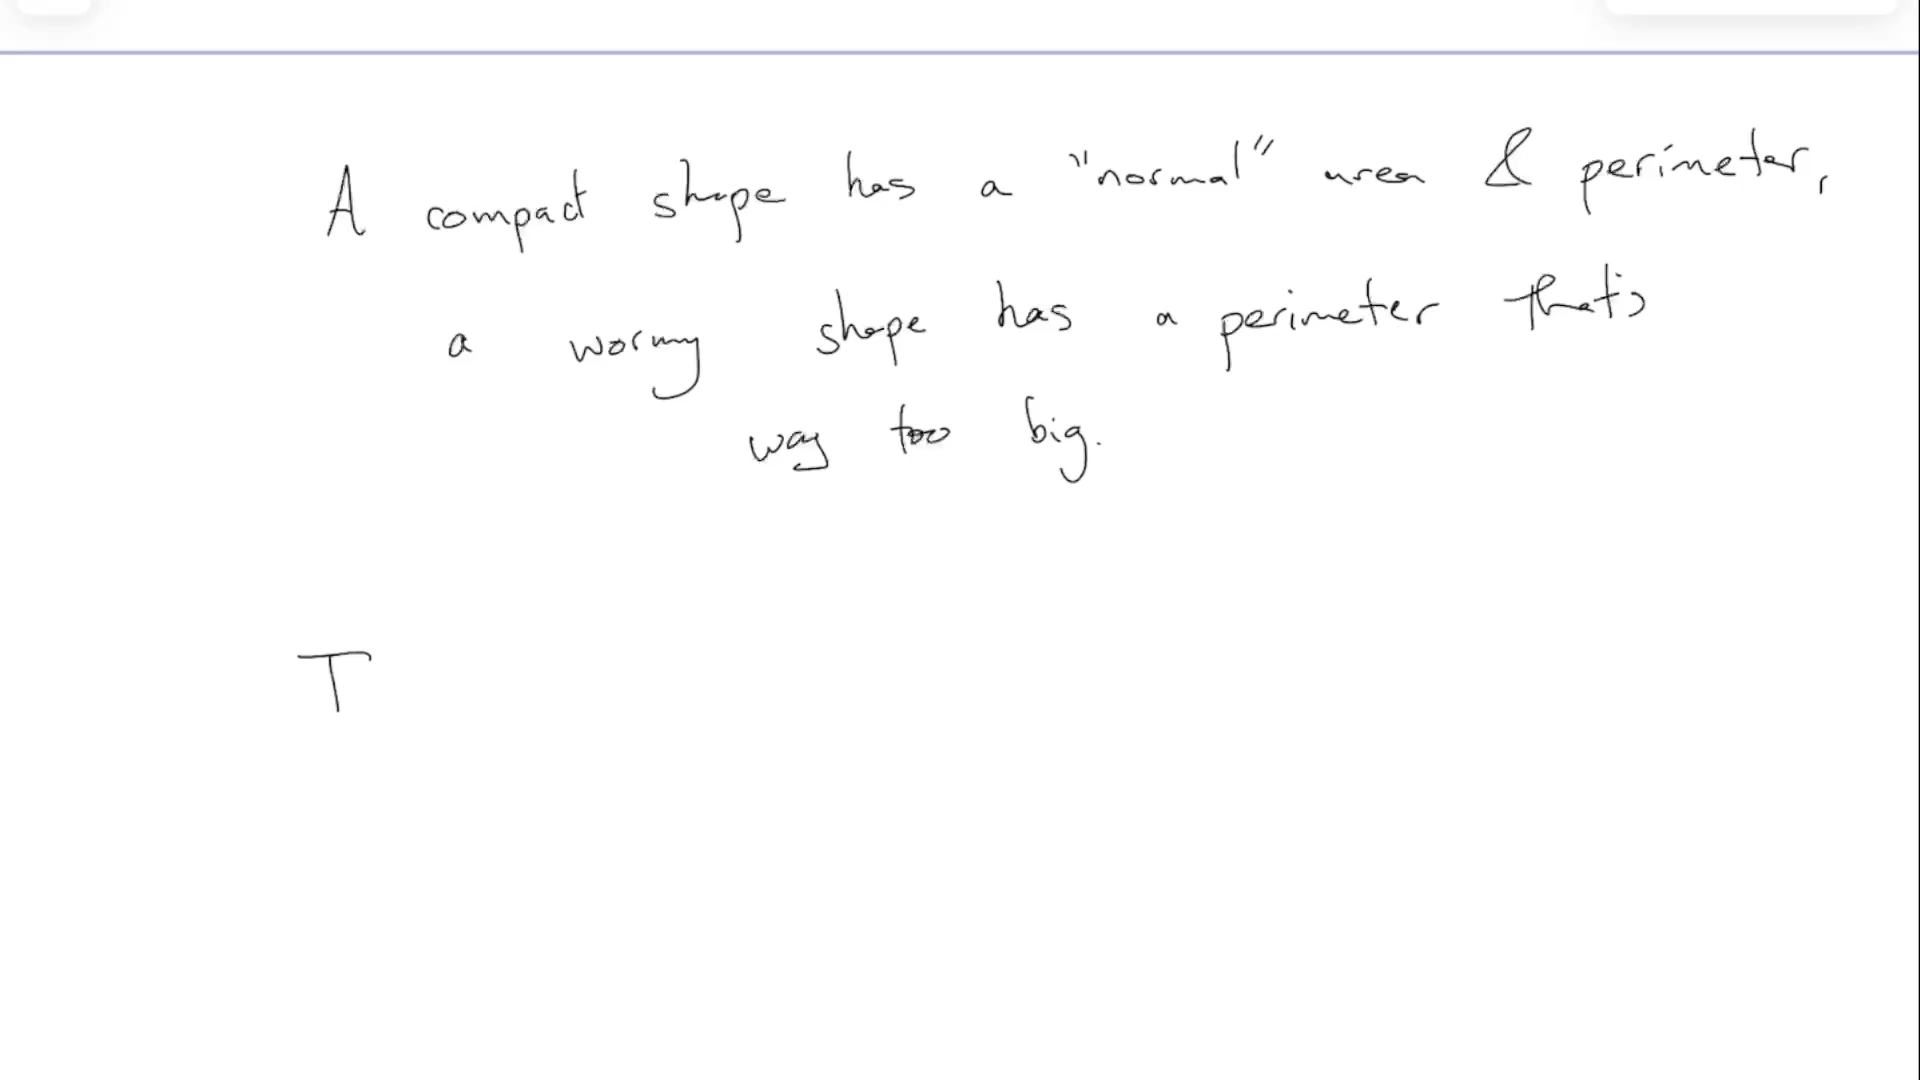 A compact shape has a "normal" area & perimeter,
a wormy shape has a perimeter that's
way too big.
T